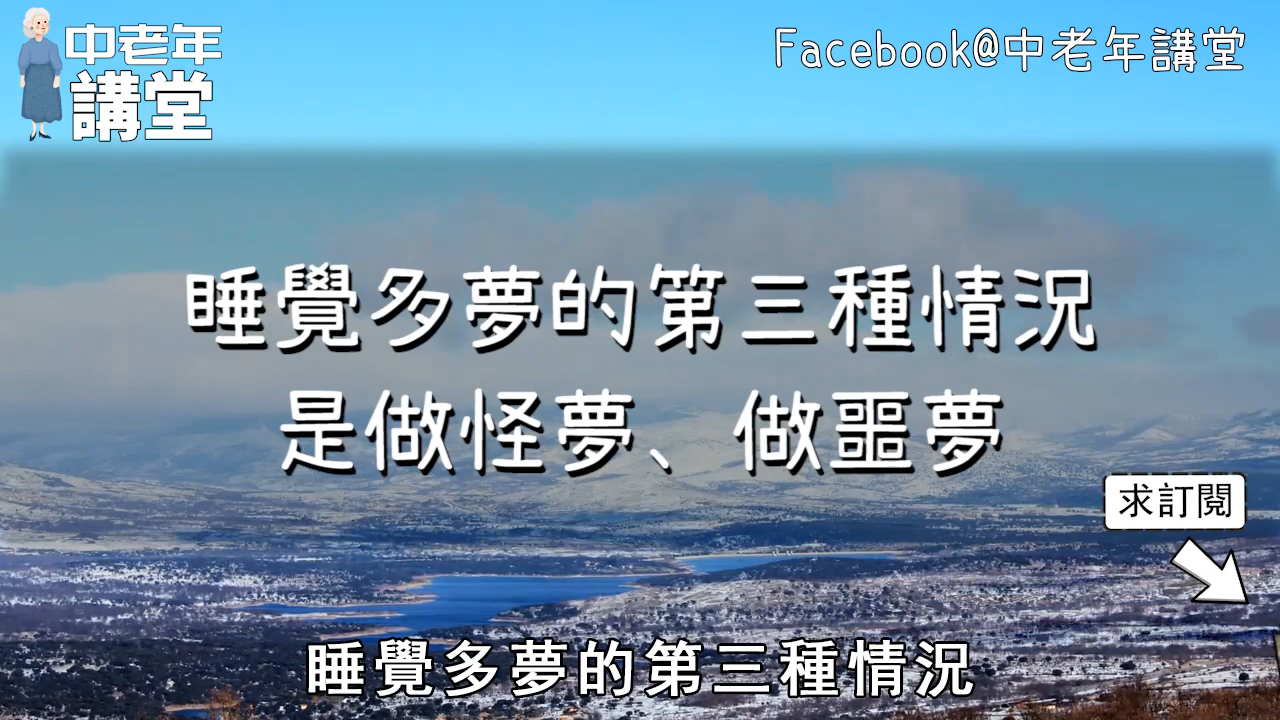 中老年
講堂
Facebook@中老年講堂
睡覺多夢的第三種情況
是做怪夢、做噩夢
求訂閱
睡覺多夢的第三種情況